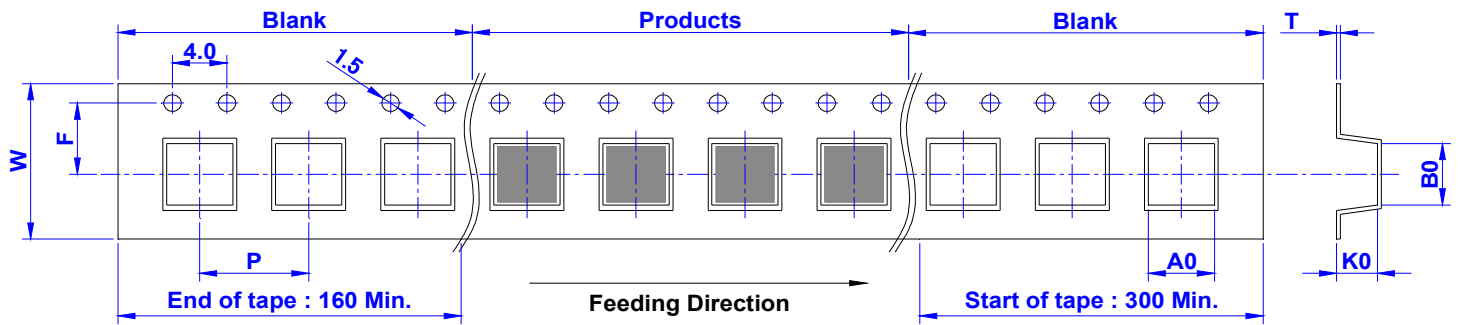 Blank
Products
Blank
T
4.0
1.5
F
W
B0
P
A0
K0
End of tape : 160 Min.
Feeding Direction
Start of tape : 300 Min.